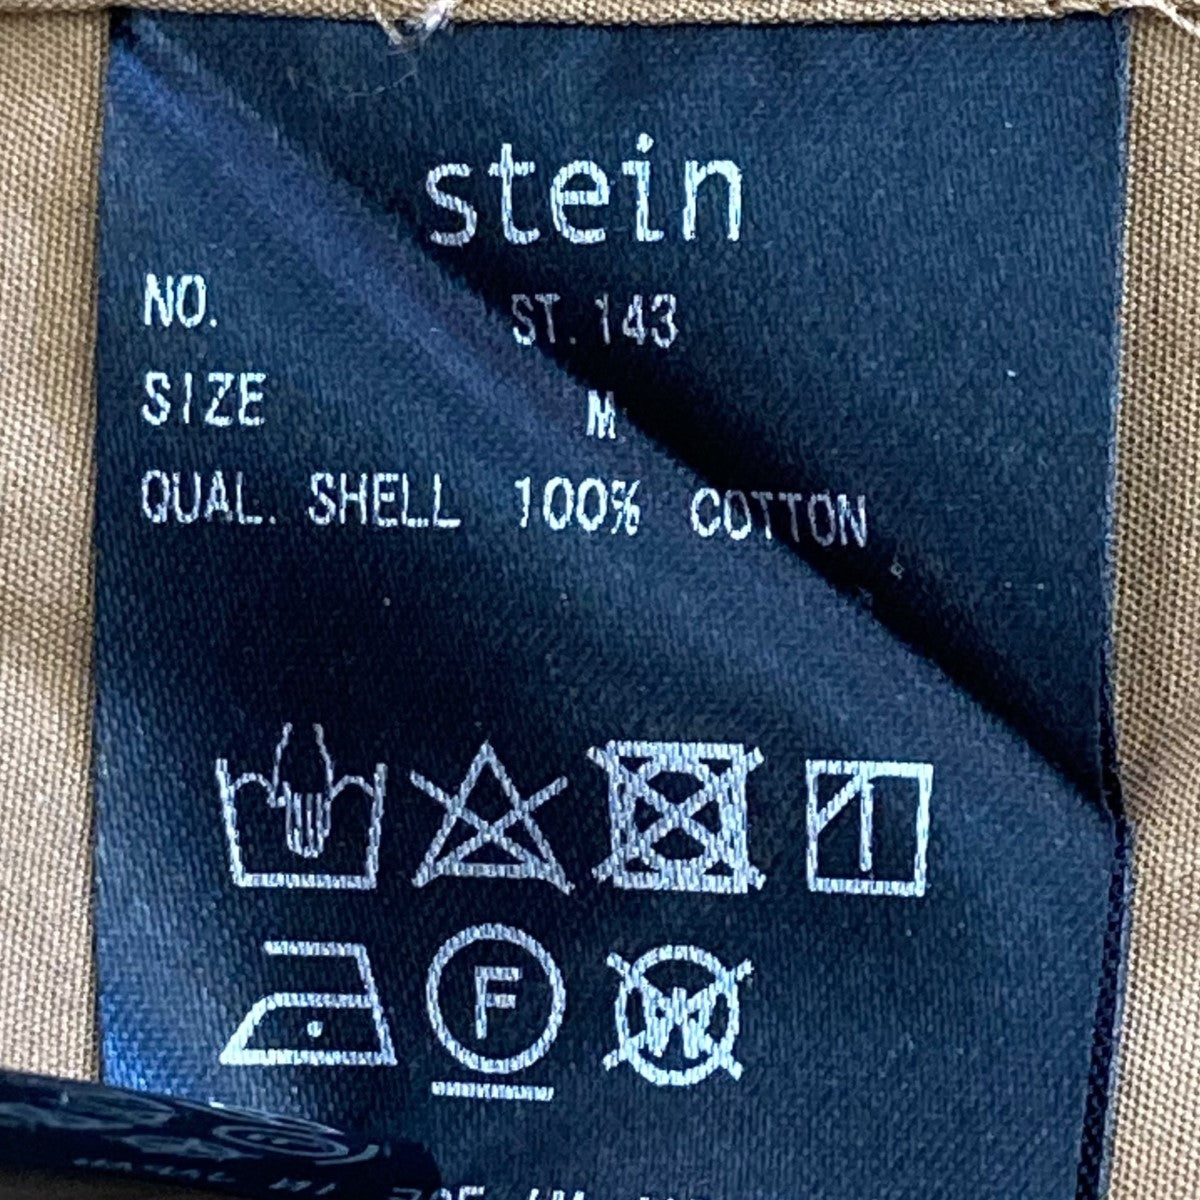 stein
NO. ST.143
SIZE M
QUAL. SHELL 100% COTTON
F
W